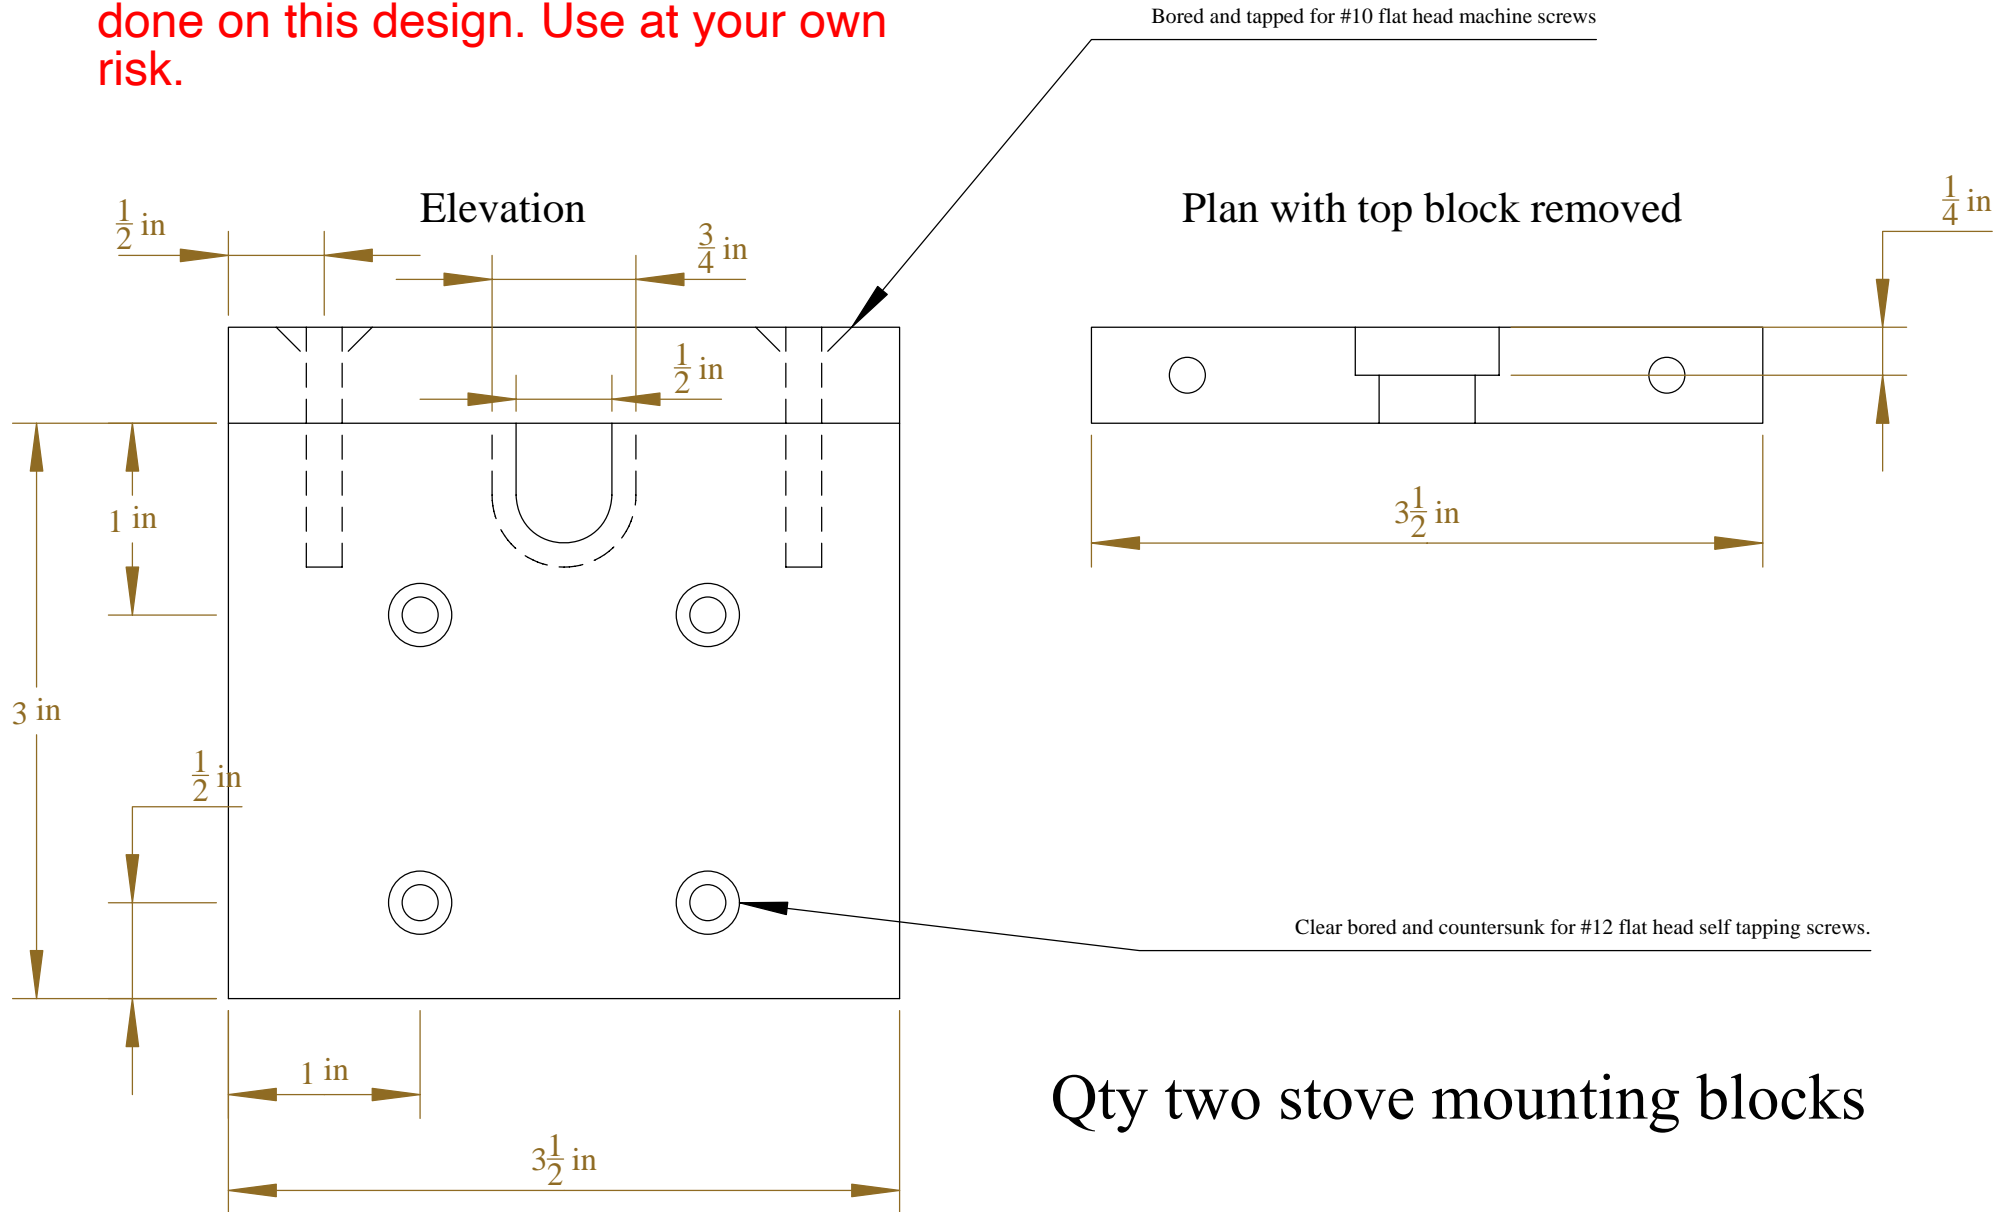 done on this design. Use at your own
risk.
Bored and tapped for #10 flat head machine screws
Elevation
Plan with top block removed
1/2 in
3/4 in
1/4 in
1/2 in
1 in
3 1/2 in
3 in
1/2 in
Clear bored and countersunk for #12 flat head self tapping screws.
1 in
Qty two stove mounting blocks
3 1/2 in